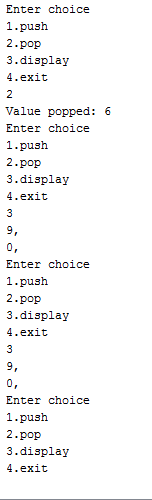 Enter choice
1.push
2.pop
3.display
4.exit
2
Value popped: 6
Enter choice
1.push
2.pop
3.display
4.exit
3
9,
0,
Enter choice
1.push
2.pop
3.display
4.exit
3
9,
0,
Enter choice
1.push
2.pop
3.display
4.exit